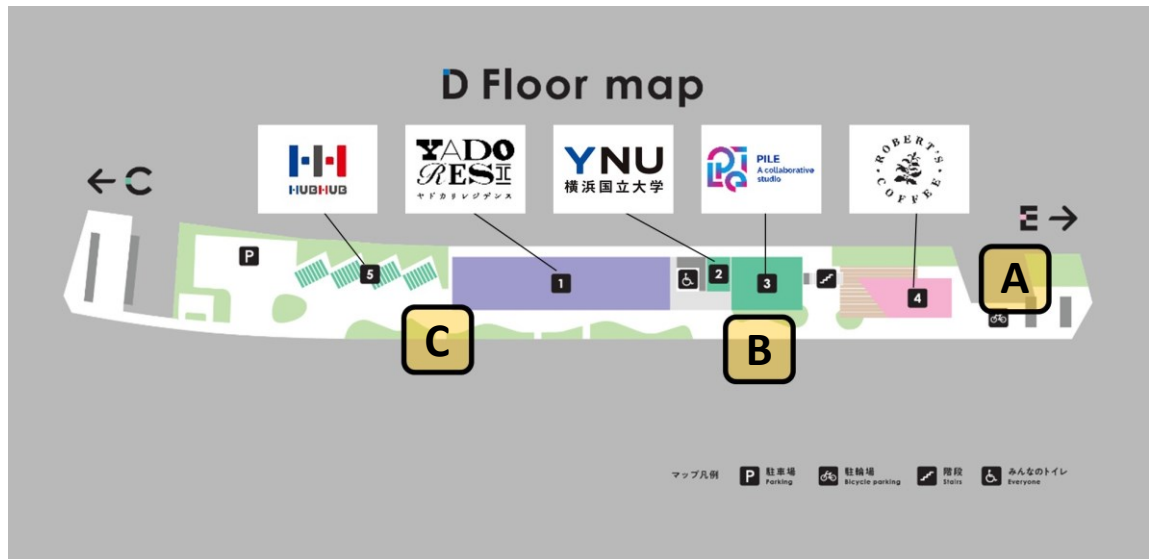 D Floor map
← C
HUBHUB
YADO
RESI
ヤドカリレジデンス
YNU
横浜国立大学
PILE
A collaborative
studio
ROBERT'S
COFFEE
E →
P
5
1
2
3
4
A
B
C
マップ凡例
P 駐車場
Parking
駐輪場
Bicycle parking
階段
Stairs
みんなのトイレ
Everyone